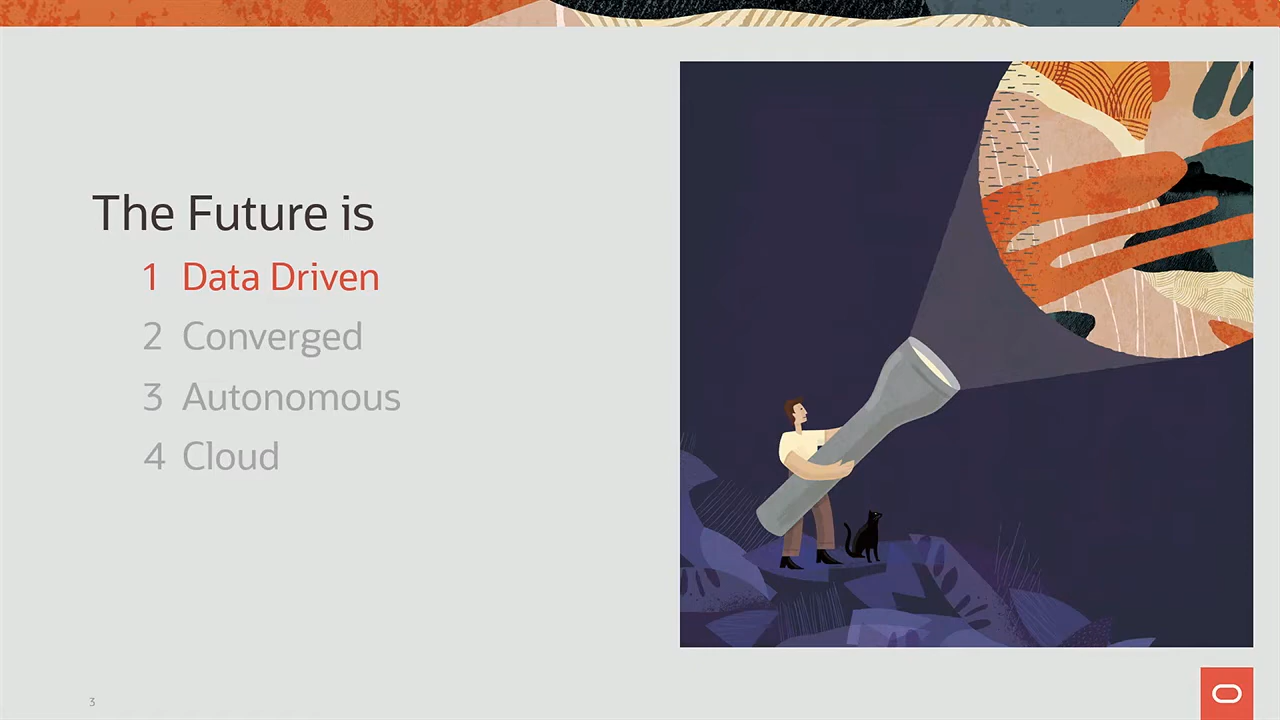 The Future is
1 Data Driven
2 Converged
3 Autonomous
4 Cloud
3